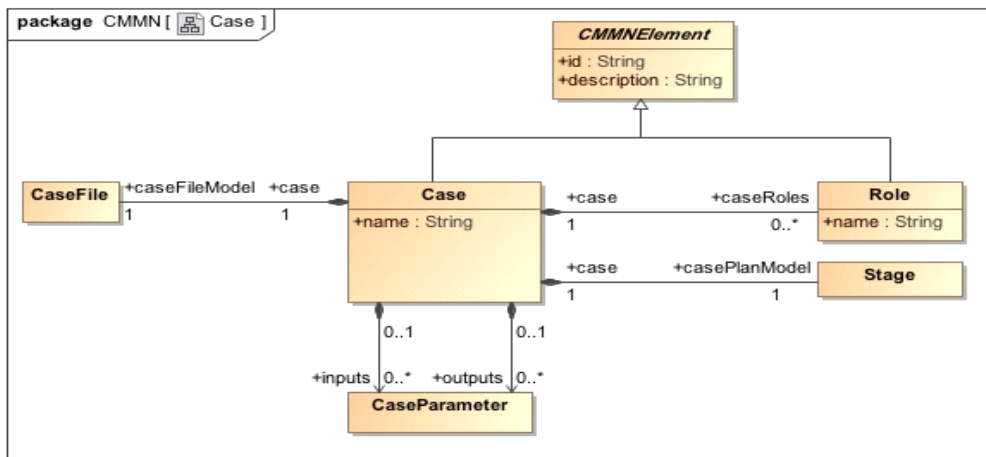 package CMMN [ Case ]
CMMNElement
+id : String
+description : String
CaseFile
+caseFileModel
1
+case
1
Case
+name : String
+case
1
+caseRoles
0..*
Role
+name : String
+case
1
+casePlanModel
1
Stage
0..1
0..1
+inputs
0..*
+outputs
0..*
CaseParameter